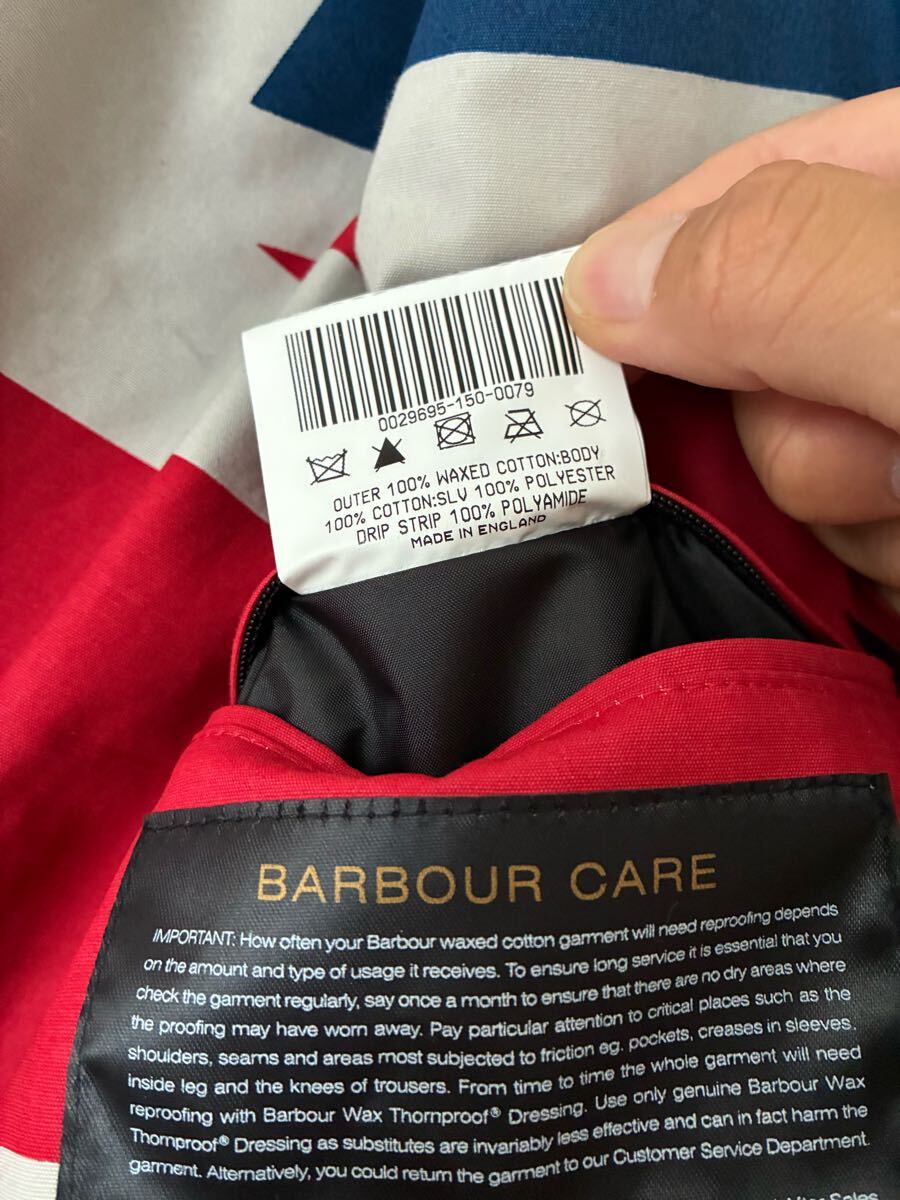 0029695-150-0079
OUTER 100% WAXED COTTON:BODY
100% COTTON:SLV 100% POLYESTER
DRIP STRIP 100% POLYAMIDE
MADE IN ENGLAND
BARBOUR CARE
IMPORTANT: How often your Barbour waxed cotton garment will need reproofing depends
on the amount and type of usage it receives. To ensure long service it is essential that you
check the garment regularly, say once a month to ensure that there are no dry areas where
the proofing may have worn away. Pay particular attention to critical places such as the
shoulders, seams and areas most subjected to friction eg. pockets, creases in sleeves.
inside leg and the knees of trousers. From time to time the whole garment will need
reproofing with Barbour Wax Thornproof® Dressing. Use only genuine Barbour Wax
Thornproof® Dressing as substitutes are invariably less effective and can in fact harm the
garment. Alternatively, you could return the garment to our Customer Service Department.
Sales